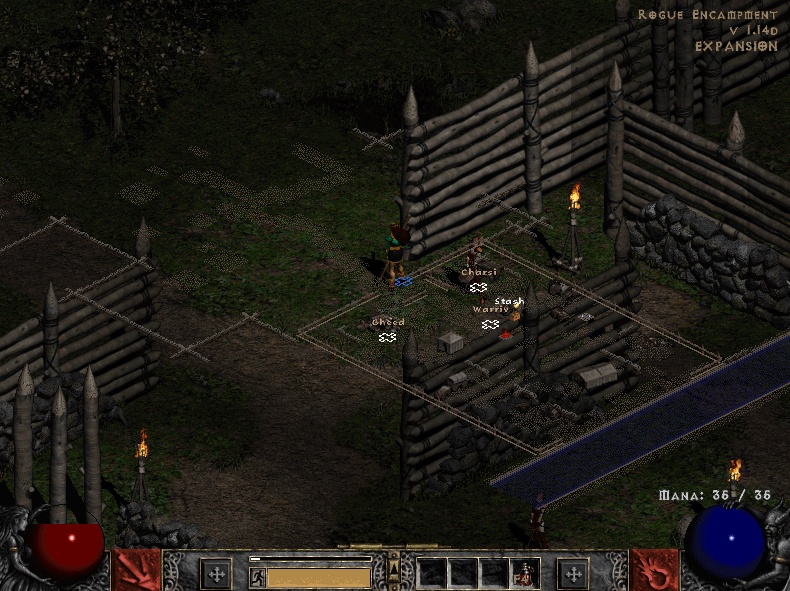 Rogue Encampment
v 1.14d
EXPANSION
Charsi
Stash
Warriv
Gheed
Mana: 36 / 36